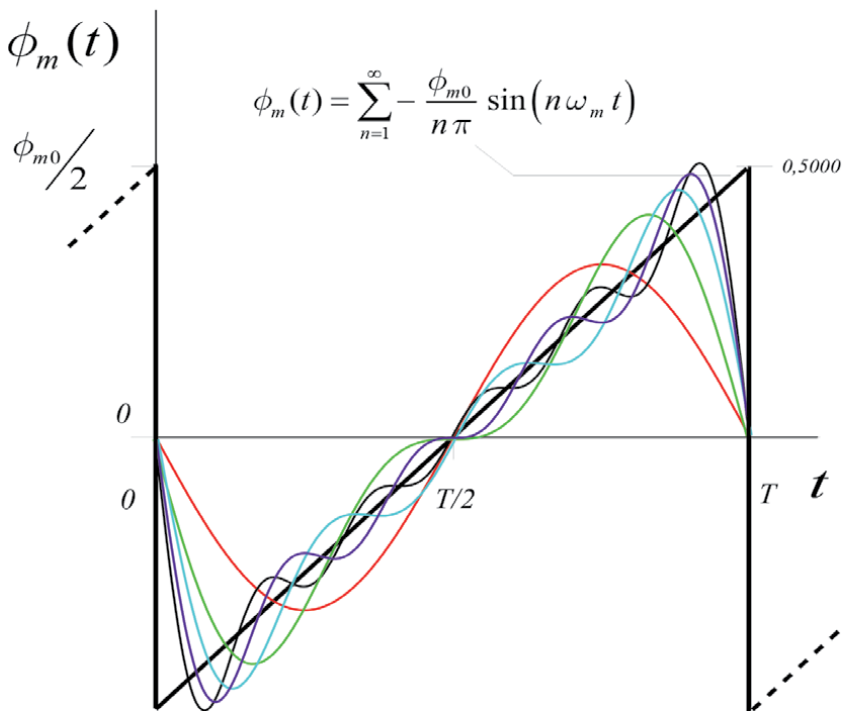 ϕₘ(t)
ϕₘ(t) = ∑ₙ₌₁^∞ − ϕₘ₀/(nπ) sin(n ωₘ t)
ϕₘ₀/2
0,5000
0
0
T/2
T
t